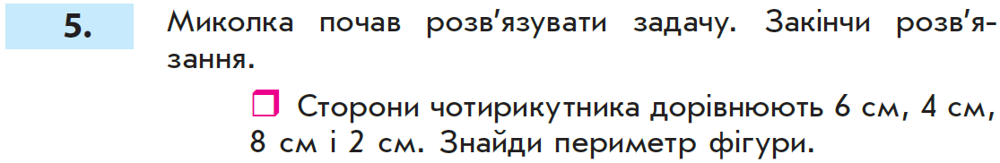 5. Миколка почав розв’язувати задачу. Закінчи розв’я-
зання.
❒ Сторони чотирикутника дорівнюють 6 см, 4 см,
8 см і 2 см. Знайди периметр фігури.